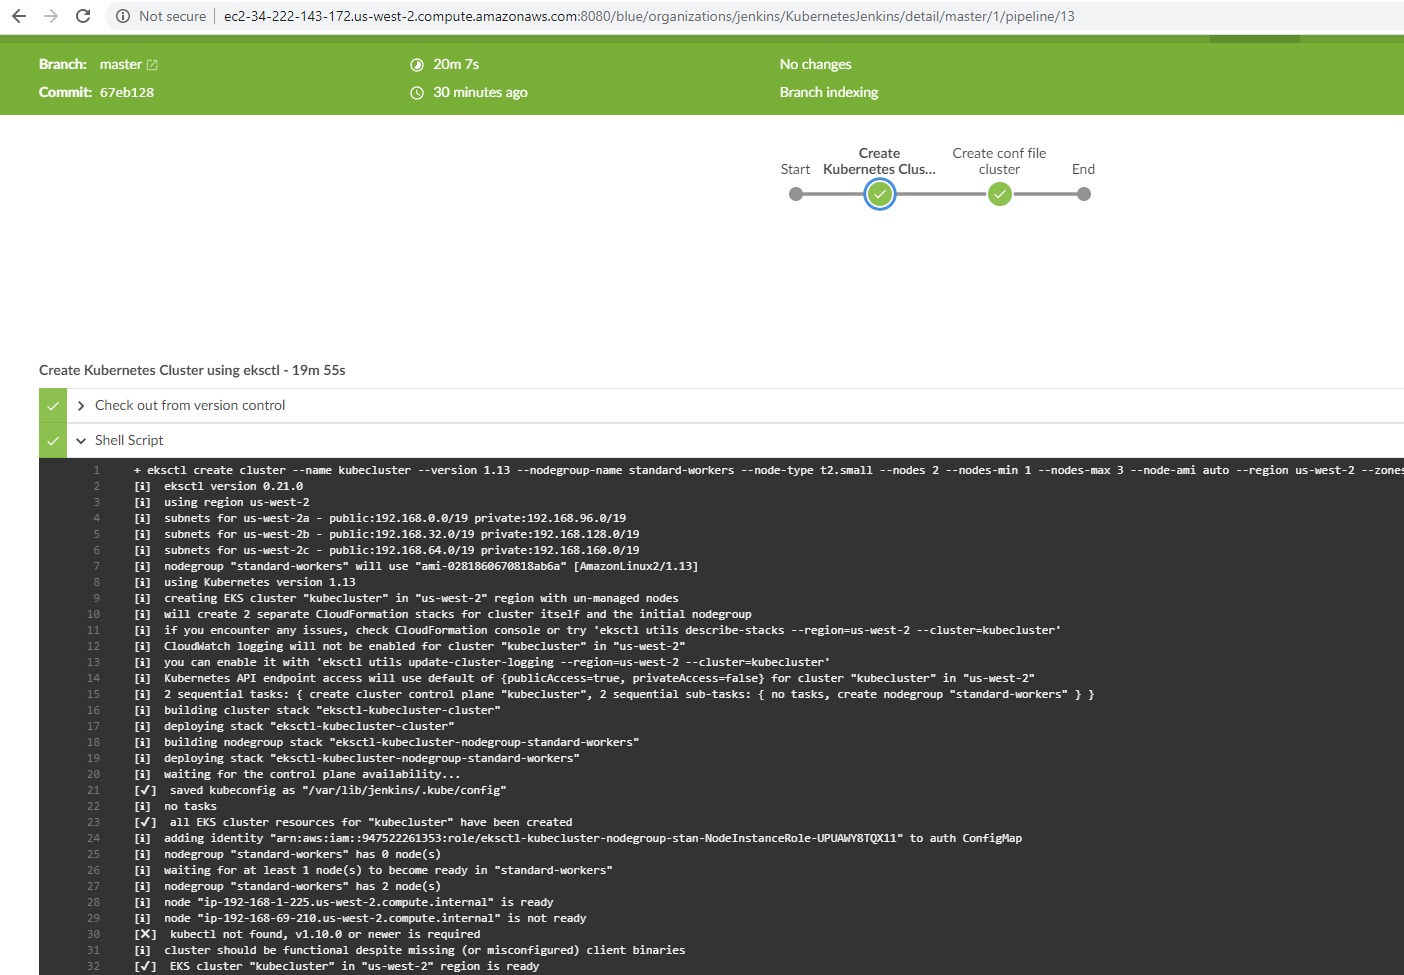 Not secure | ec2-34-222-143-172.us-west-2.compute.amazonaws.com:8080/blue/organizations/jenkins/KubernetesJenkins/detail/master/1/pipeline/13
Branch: master 20m 7s No changes
Commit: 67eb128 30 minutes ago Branch indexing
Create Create conf file
Start Kubernetes Clus... cluster End
Create Kubernetes Cluster using eksctl - 19m 55s
Check out from version control
Shell Script
1 + eksctl create cluster --name kubecluster --version 1.13 --nodegroup-name standard-workers --node-type t2.small --nodes 2 --nodes-min 1 --nodes-max 3 --node-ami auto --region us-west-2 --zones
2 [i] eksctl version 0.21.0
3 [i] using region us-west-2
4 [i] subnets for us-west-2a - public:192.168.0.0/19 private:192.168.96.0/19
5 [i] subnets for us-west-2b - public:192.168.32.0/19 private:192.168.128.0/19
6 [i] subnets for us-west-2c - public:192.168.64.0/19 private:192.168.160.0/19
7 [i] nodegroup "standard-workers" will use "ami-0281860670818ab6a" [AmazonLinux2/1.13]
8 [i] using Kubernetes version 1.13
9 [i] creating EKS cluster "kubecluster" in "us-west-2" region with un-managed nodes
10 [i] will create 2 separate CloudFormation stacks for cluster itself and the initial nodegroup
11 [i] if you encounter any issues, check CloudFormation console or try 'eksctl utils describe-stacks --region=us-west-2 --cluster=kubecluster'
12 [i] CloudWatch logging will not be enabled for cluster "kubecluster" in "us-west-2"
13 [i] you can enable it with 'eksctl utils update-cluster-logging --region=us-west-2 --cluster=kubecluster'
14 [i] Kubernetes API endpoint access will use default of {publicAccess=true, privateAccess=false} for cluster "kubecluster" in "us-west-2"
15 [i] 2 sequential tasks: { create cluster control plane "kubecluster", 2 sequential sub-tasks: { no tasks, create nodegroup "standard-workers" } }
16 [i] building cluster stack "eksctl-kubecluster-cluster"
17 [i] deploying stack "eksctl-kubecluster-cluster"
18 [i] building nodegroup stack "eksctl-kubecluster-nodegroup-standard-workers"
19 [i] deploying stack "eksctl-kubecluster-nodegroup-standard-workers"
20 [i] waiting for the control plane availability...
21 [✓] saved kubeconfig as "/var/lib/jenkins/.kube/config"
22 [i] no tasks
23 [✓] all EKS cluster resources for "kubecluster" have been created
24 [i] adding identity "arn:aws:iam::947522261353:role/eksctl-kubecluster-nodegroup-stan-NodeInstanceRole-UPUAWY8TQX11" to auth ConfigMap
25 [i] nodegroup "standard-workers" has 0 node(s)
26 [i] waiting for at least 1 node(s) to become ready in "standard-workers"
27 [i] nodegroup "standard-workers" has 2 node(s)
28 [i] node "ip-192-168-1-225.us-west-2.compute.internal" is ready
29 [i] node "ip-192-168-69-210.us-west-2.compute.internal" is not ready
30 [✗] kubectl not found, v1.10.0 or newer is required
31 [i] cluster should be functional despite missing (or misconfigured) client binaries
32 [✓] EKS cluster "kubecluster" in "us-west-2" region is ready